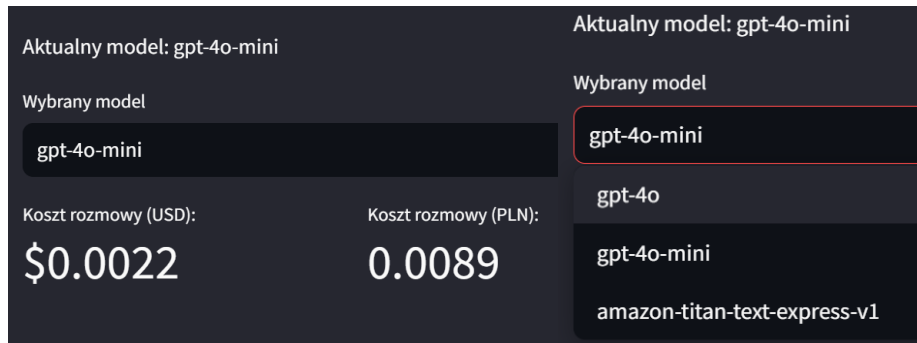 Aktualny model: gpt-4o-mini
Wybrany model
gpt-4o-mini
Koszt rozmowy (USD):
$0.0022
Koszt rozmowy (PLN):
0.0089
Aktualny model: gpt-4o-mini
Wybrany model
gpt-4o-mini
gpt-4o
gpt-4o-mini
amazon-titan-text-express-v1